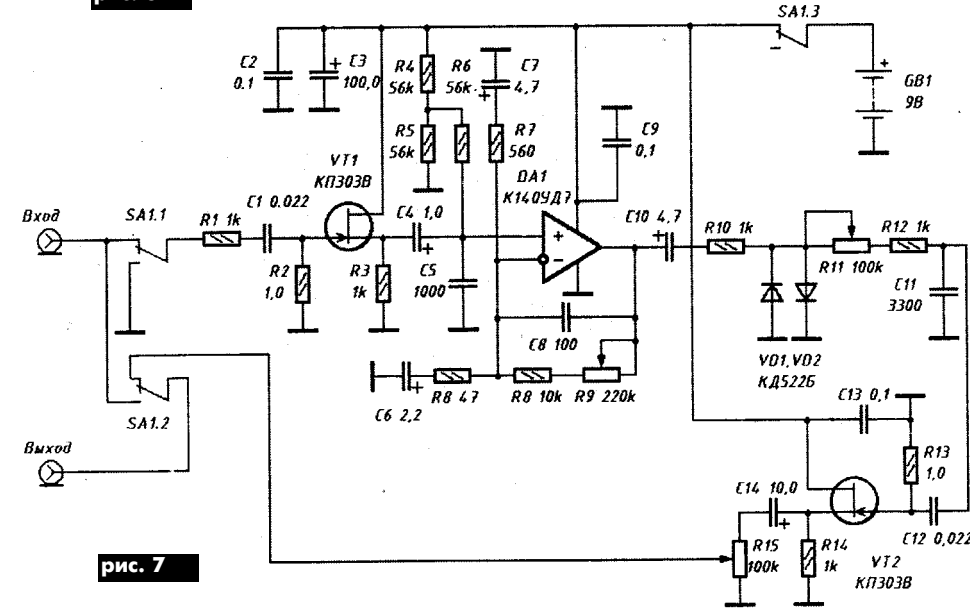 SA1.3
C2
0.1
C3
100,0
+
R4
56k
R6
56k
C7
4,7
+
+
GB1
9В
R5
56k
R7
560
C9
0,1
VT1
КП303В
DA1
К140УД7
Вход
SA1.1
R1 1k
C1 0.022
C4 1,0
+
C10 4,7
+
R10 1k
R12 1k
R2
1,0
R3
1k
C5
1000
R11 100k
C11
3300
C8 100
VD1,VD2
КД522Б
C6 2,2
+
R8 47
R8 10k
R9 220k
SA1.2
C13 0,1
Выход
R13
1,0
C14 10,0
+
C12 0,022
R15
100k
R14
1k
VT2
КП303В
рис. 7